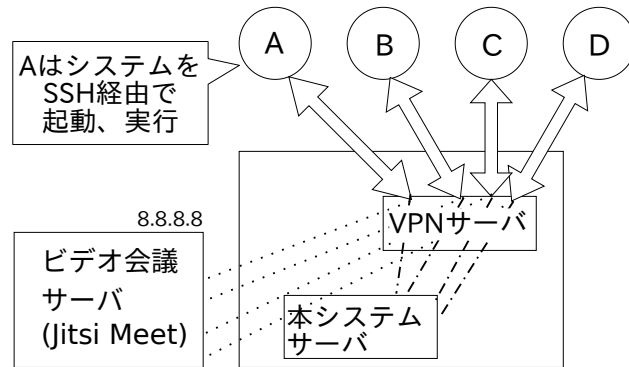 A
B
C
D
Aはシステムを
SSH経由で
起動、実行
8.8.8.8
VPNサーバ
ビデオ会議
サーバ
(Jitsi Meet)
本システム
サーバ